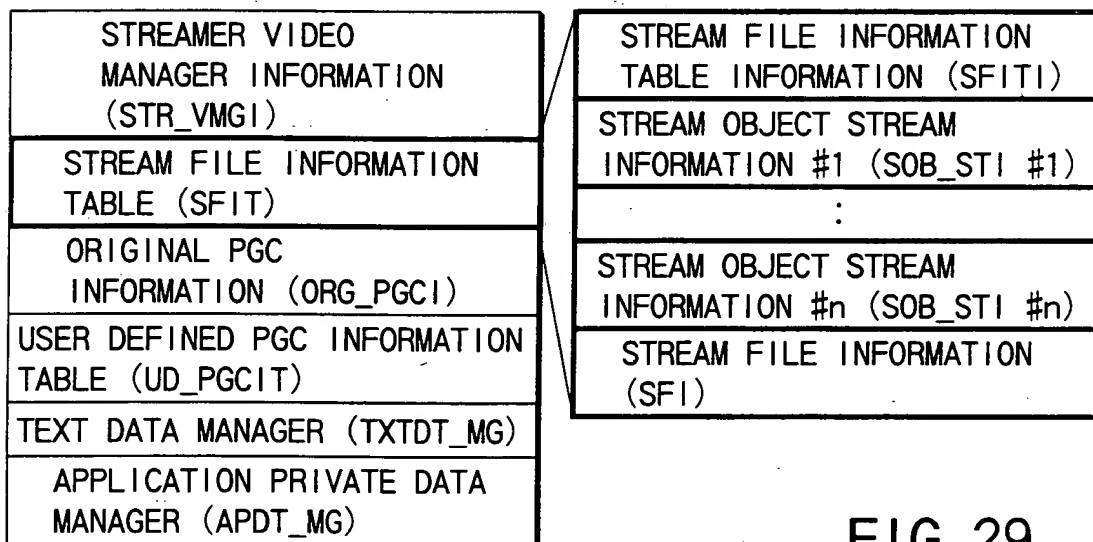 STREAMER VIDEO
MANAGER INFORMATION
(STR_VMGI)
STREAM FILE INFORMATION
TABLE (SFIT)
ORIGINAL PGC
INFORMATION (ORG_PGCI)
USER DEFINED PGC INFORMATION
TABLE (UD_PGCIT)
TEXT DATA MANAGER (TXTDT_MG)
APPLICATION PRIVATE DATA
MANAGER (APDT_MG)
STREAM FILE INFORMATION
TABLE INFORMATION (SFITI)
STREAM OBJECT STREAM
INFORMATION #1 (SOB_STI #1)
:
STREAM OBJECT STREAM
INFORMATION #n (SOB_STI #n)
STREAM FILE INFORMATION
(SFI)
FIG. 29